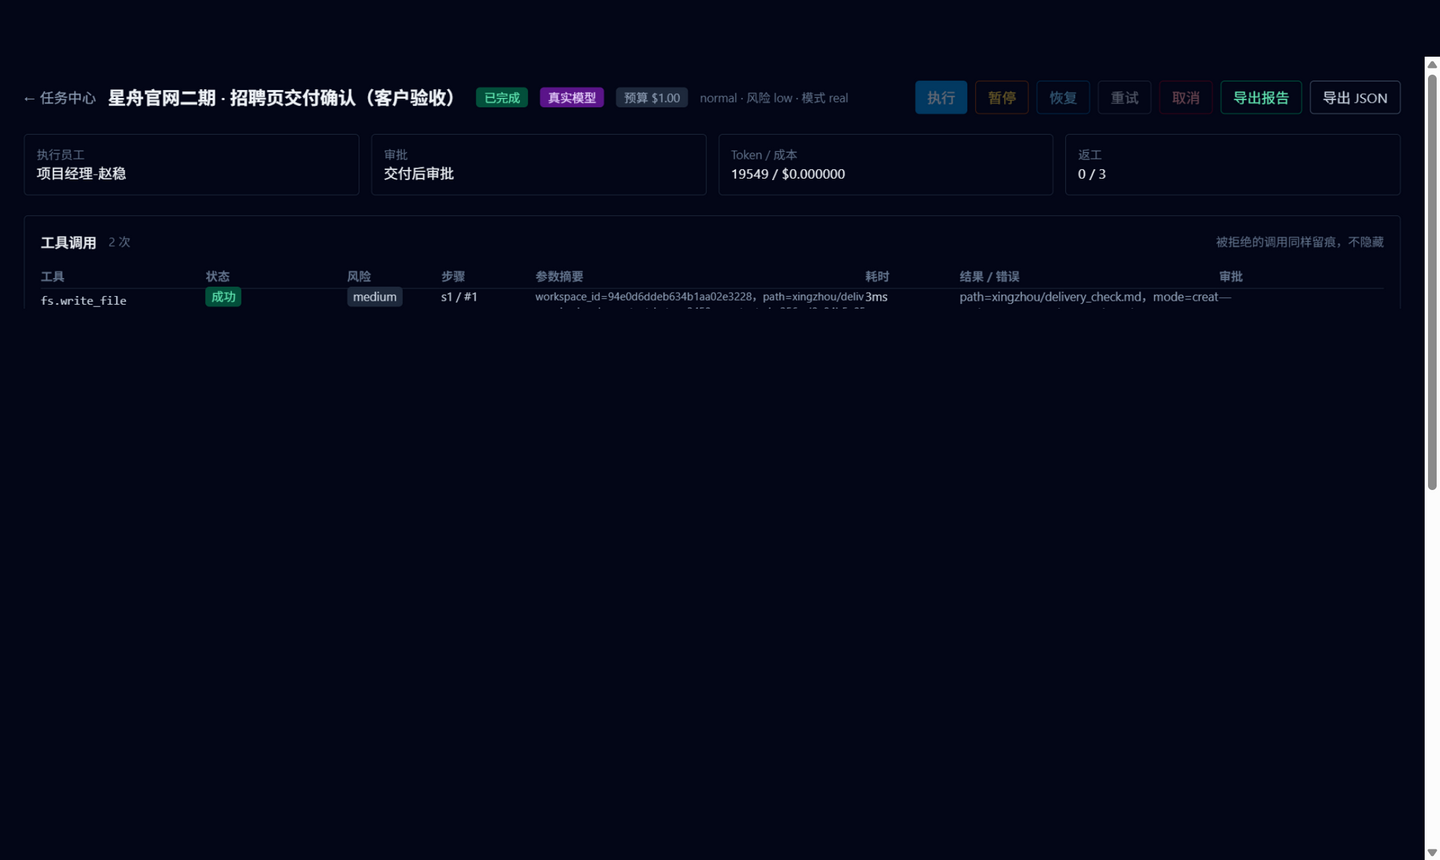 ← 任务中心 星舟官网二期 · 招聘页交付确认（客户验收） 已完成 真实模型 预算 $1.00 normal · 风险 low · 模式 real 执行 暂停 恢复 重试 取消 导出报告 导出 JSON
执行员工 审批 Token / 成本 返工
项目经理-赵稳 交付后审批 19549 / $0.000000 0 / 3
工具调用 2 次 被拒绝的调用同样留痕，不隐藏
工具 状态 风险 步骤 参数摘要 耗时 结果 / 错误 审批
fs.write_file 成功 medium s1 / #1 workspace_id=94e0d6ddeb634b1aa02e3228，path=xingzhou/deliv 3ms path=xingzhou/delivery_check.md，mode=creat —